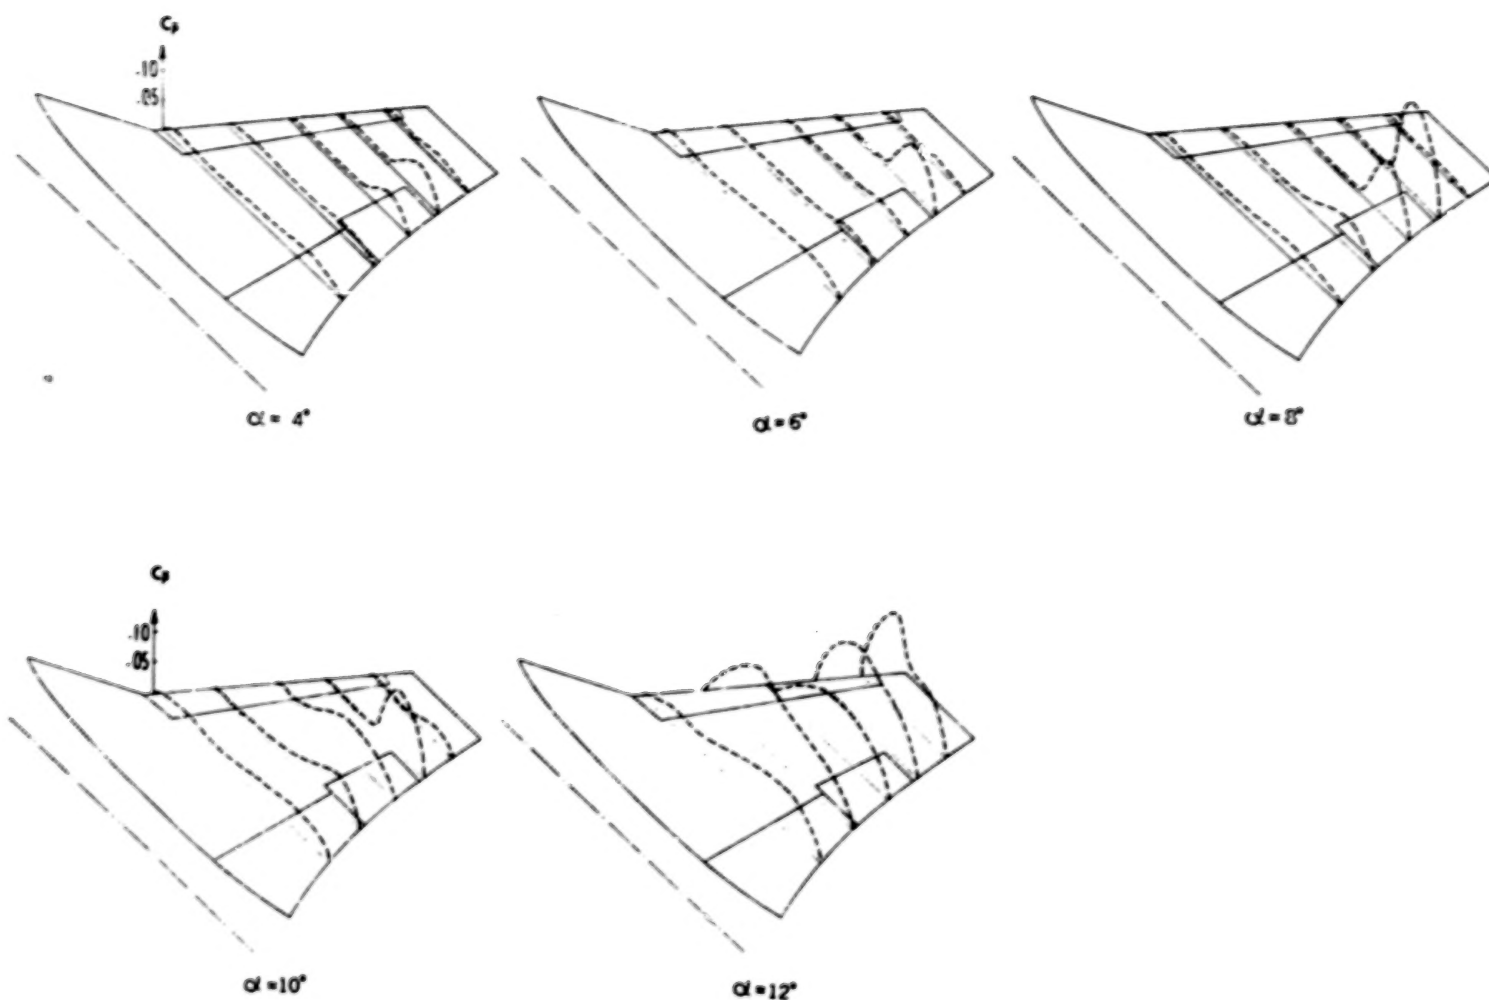 Cₚ
.10
.05
α = 4°
α = 6°
α = 8°
Cₚ
.10
.05
α = 10°
α = 12°